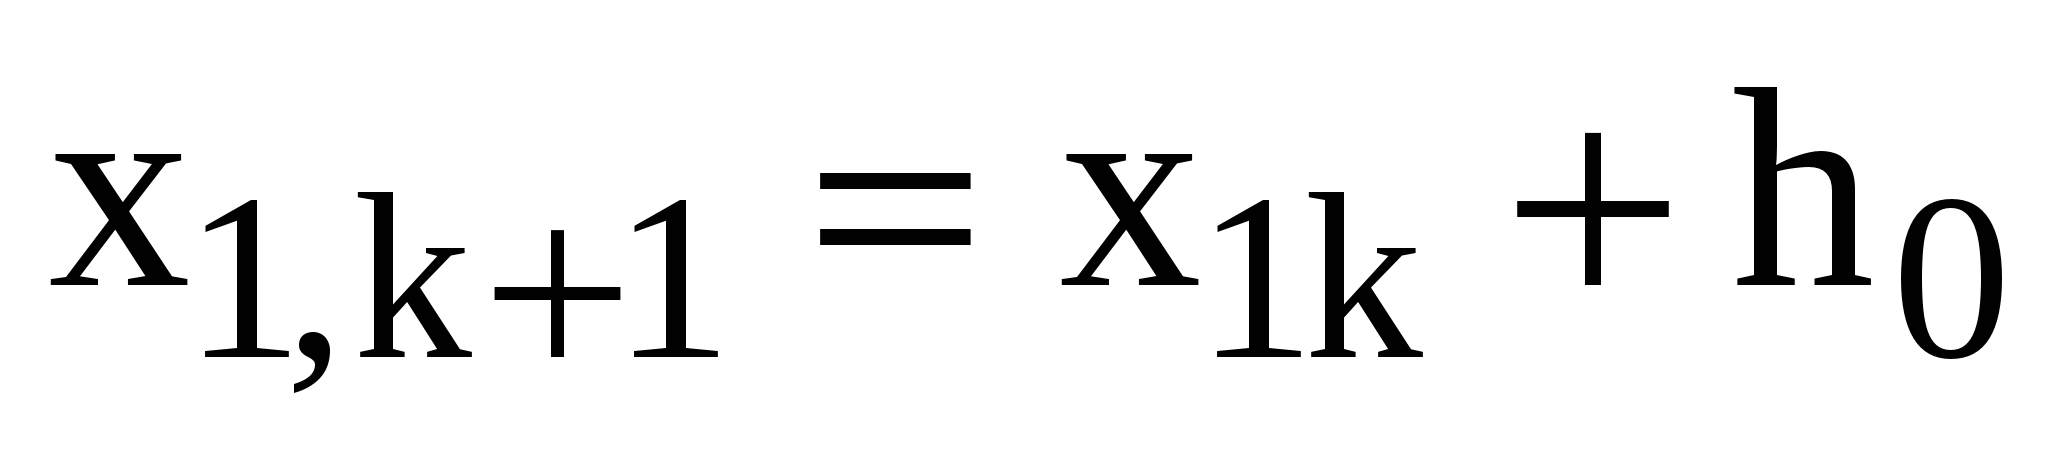 x₁,ₖ₊₁ = x₁ₖ + h₀